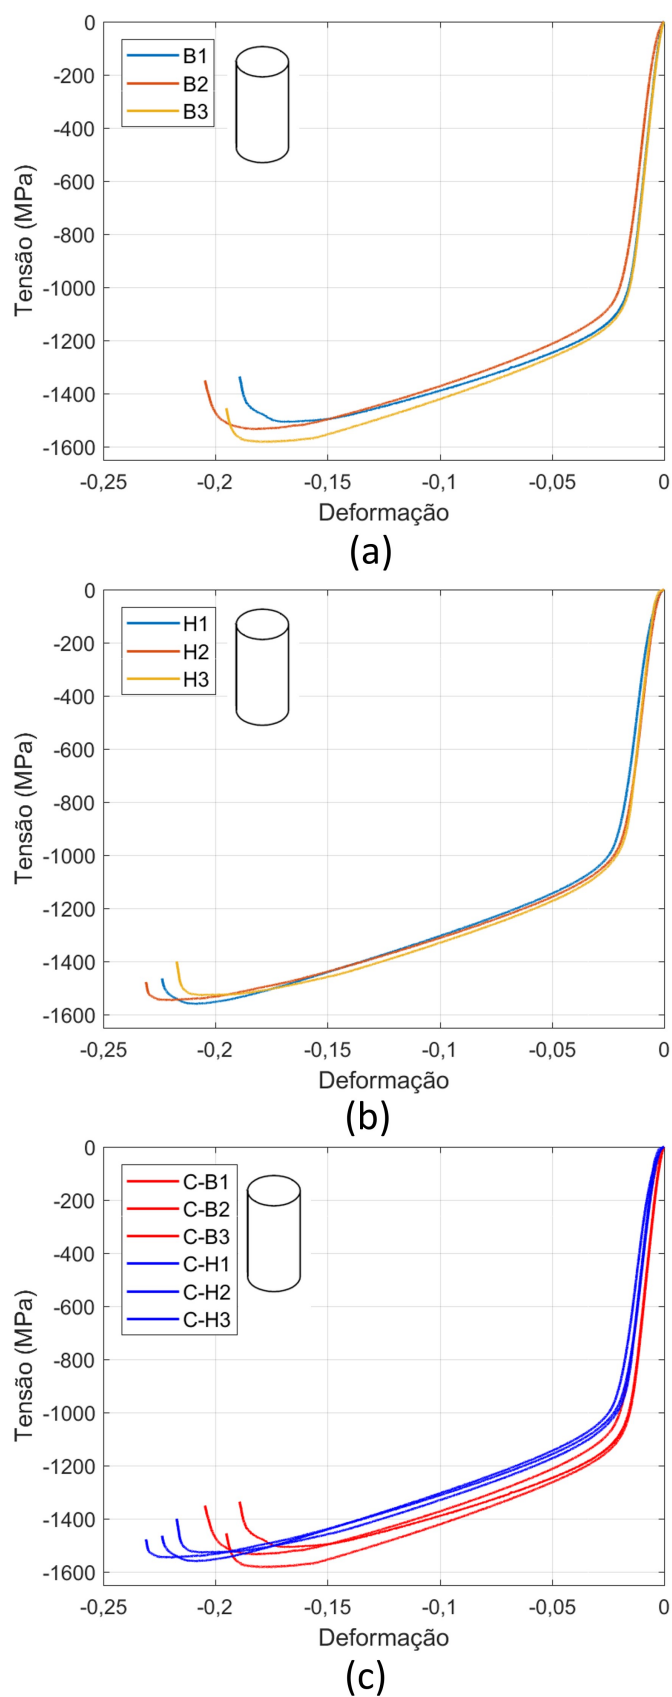 0
-200
-400
-600
-800
-1000
-1200
-1400
-1600
Tensão (MPa)
B1
B2
B3
-0,25
-0,2
-0,15
-0,1
-0,05
0
Deformação
(a)
0
-200
-400
-600
-800
-1000
-1200
-1400
-1600
Tensão (MPa)
H1
H2
H3
-0,25
-0,2
-0,15
-0,1
-0,05
0
Deformação
(b)
0
-200
-400
-600
-800
-1000
-1200
-1400
-1600
Tensão (MPa)
C-B1
C-B2
C-B3
C-H1
C-H2
C-H3
-0,25
-0,2
-0,15
-0,1
-0,05
0
Deformação
(c)